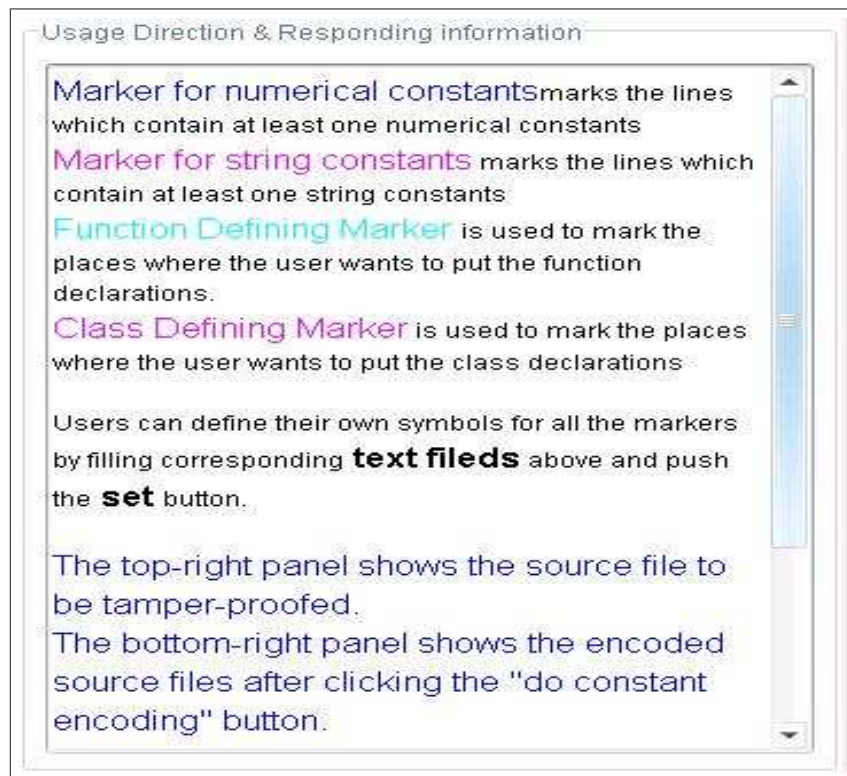 Usage Direction & Responding information
Marker for numerical constantsmarks the lines
which contain at least one numerical constants
Marker for string constants marks the lines which
contain at least one string constants
Function Defining Marker is used to mark the
places where the user wants to put the function
declarations.
Class Defining Marker is used to mark the places
where the user wants to put the class declarations
Users can define their own symbols for all the markers
by filling corresponding text fileds above and push
the set button.
The top-right panel shows the source file to
be tamper-proofed.
The bottom-right panel shows the encoded
source files after clicking the "do constant
encoding" button.